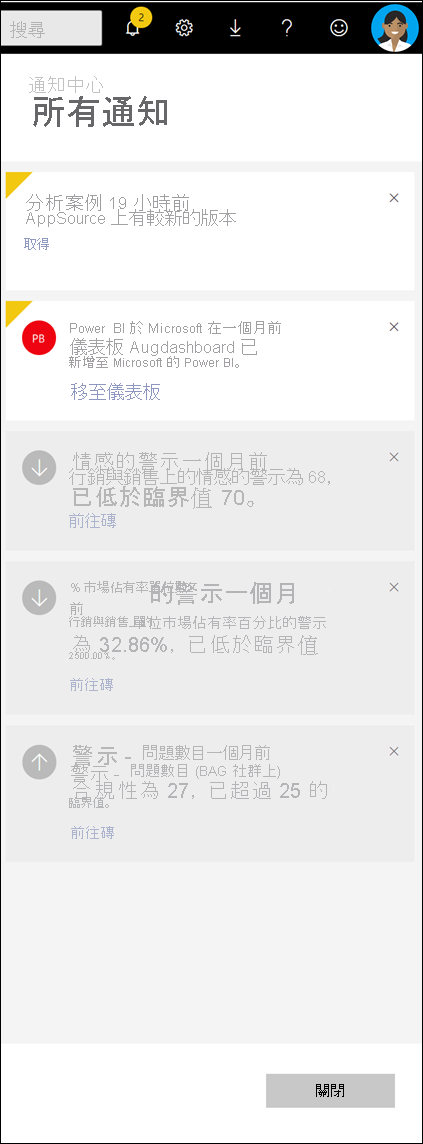 搜尋
2
通知中心
所有通知
分析案例 19 小時前
AppSource 上有較新的版本
取得
PB
Power BI 於 Microsoft 在一個月前
儀表板 Augdashboard 已
新增至 Microsoft 的 Power BI。
移至儀表板
情感的警示一個月前
行銷與銷售上的情感的警示為 68,
已低於臨界值 70。
前往磚
% 市場佔有率單位 的警示一個月
前
行銷與銷售 單位市場佔有率百分比的警示
為 32.86%，已低於臨界值
2500.00%。
前往磚
警示 - 問題數目一個月前
警示 - 問題數目 (BAG 社群上)
合規性為 27，已超過 25 的
臨界值。
前往磚
關閉